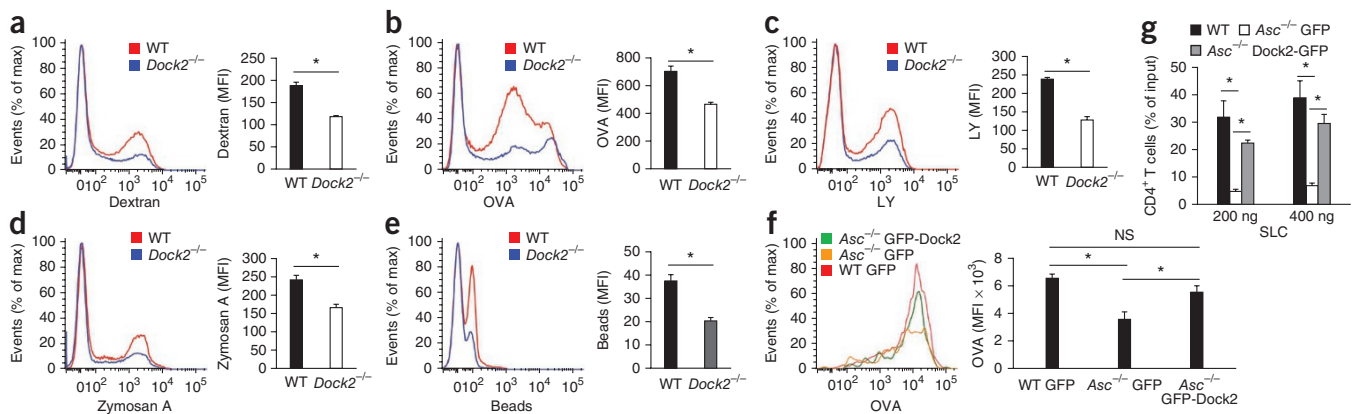 a
WT
Dock2–/–
Events (% of max)
100
80
60
40
20
0
0 10² 10³ 10⁴ 10⁵
Dextran
Dextran (MFI)
250
200
150
100
50
0
*
WT Dock2–/–
b
WT
Dock2–/–
Events (% of max)
100
80
60
40
20
0
0 10² 10³ 10⁴ 10⁵
OVA
OVA (MFI)
800
600
400
200
0
*
WT Dock2–/–
c
WT
Dock2–/–
Events (% of max)
100
80
60
40
20
0
0 10² 10³ 10⁴ 10⁵
LY
LY (MFI)
300
250
200
150
100
50
0
*
WT Dock2–/–
g
WT Asc–/– GFP
Asc–/– Dock2-GFP
CD4+ T cells (% of input)
50
40
30
20
10
0
* * * *
200 ng 400 ng
SLC
d
WT
Dock2–/–
Events (% of max)
100
80
60
40
20
0
0 10² 10³ 10⁴ 10⁵
Zymosan A
Zymosan A (MFI)
300
250
200
150
100
50
0
*
WT Dock2–/–
e
WT
Dock2–/–
Events (% of max)
100
80
60
40
20
0
0 10² 10³ 10⁴ 10⁵
Beads
Beads (MFI)
50
40
30
20
10
0
*
WT Dock2–/–
f
Asc–/– GFP-Dock2
Asc–/– GFP
WT GFP
Events (% of max)
100
80
60
40
20
0
0 10² 10³ 10⁴ 10⁵
OVA
OVA (MFI × 10³)
8
6
4
2
0
NS
* *
WT GFP Asc–/– GFP Asc–/–
GFP-Dock2